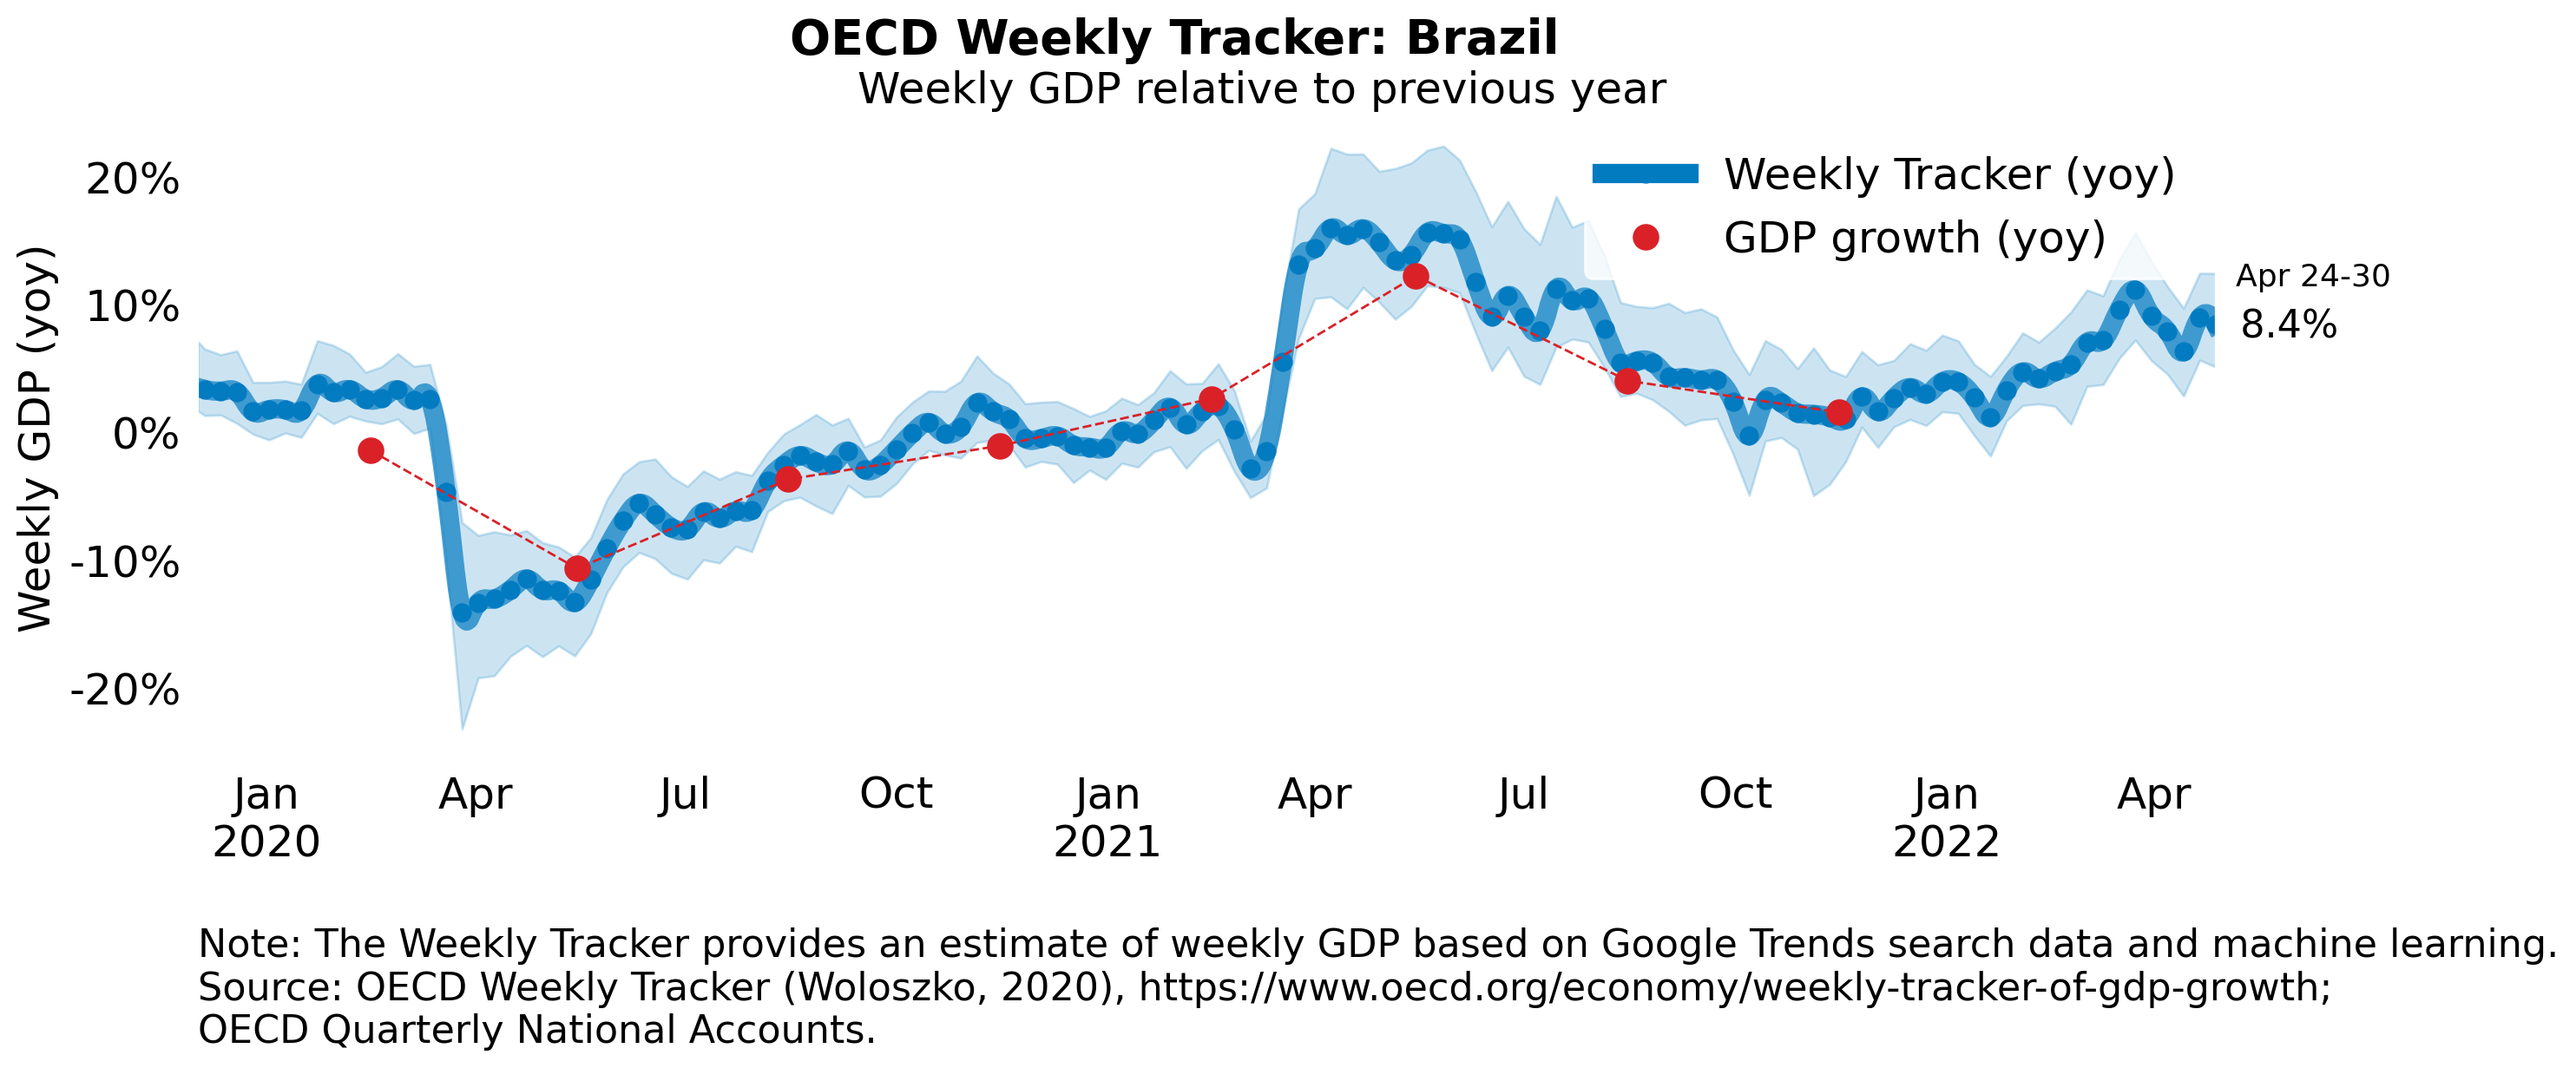 OECD Weekly Tracker: Brazil
Weekly GDP relative to previous year
Weekly GDP (yoy)
20%
10%
0%
-10%
-20%
Weekly Tracker (yoy)
GDP growth (yoy)
Apr 24-30
8.4%
Jan Apr Jul Oct Jan Apr Jul Oct Jan Apr
2020 2021 2022
Note: The Weekly Tracker provides an estimate of weekly GDP based on Google Trends search data and machine learning.
Source: OECD Weekly Tracker (Woloszko, 2020), https://www.oecd.org/economy/weekly-tracker-of-gdp-growth;
OECD Quarterly National Accounts.